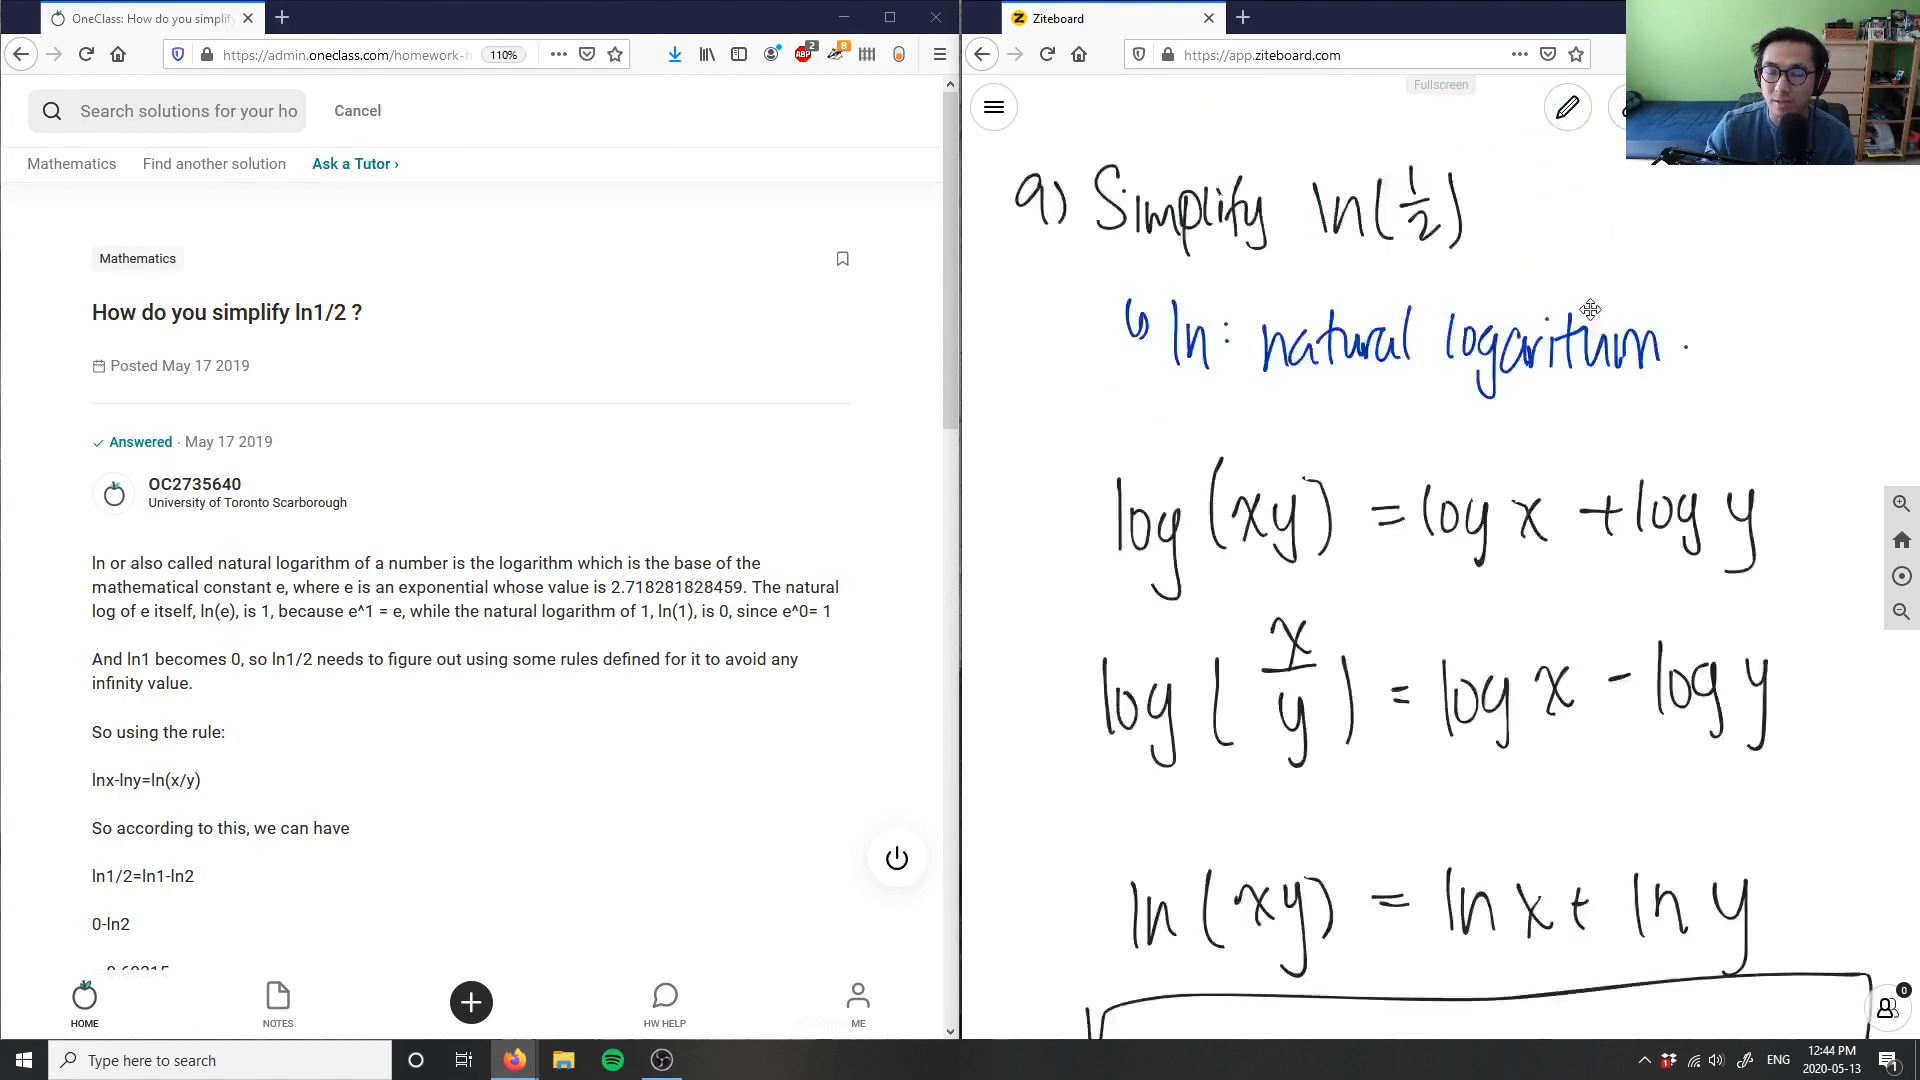 OneClass: How do you simplify
https://admin.oneclass.com/homework-h
110%
ABP
2
8
Search solutions for your ho
Cancel
Mathematics
Find another solution
Ask a Tutor ›
Mathematics
How do you simplify ln1/2 ?
Posted May 17 2019
Answered · May 17 2019
OC2735640
University of Toronto Scarborough
ln or also called natural logarithm of a number is the logarithm which is the base of the
mathematical constant e, where e is an exponential whose value is 2.718281828459. The natural
log of e itself, ln(e), is 1, because e^1 = e, while the natural logarithm of 1, ln(1), is 0, since e^0= 1
And ln1 becomes 0, so ln1/2 needs to figure out using some rules defined for it to avoid any
infinity value.
So using the rule:
lnx-lny=ln(x/y)
So according to this, we can have
ln1/2=ln1-ln2
0-ln2
HOME
NOTES
HW HELP
ME
Ziteboard
https://app.ziteboard.com
Fullscreen
a) Simplify ln(1/2)
↳ ln: natural logarithm.
log(xy) = log x + log y
log(x/y) = log x - log y
ln(xy) = ln x + ln y
0
Type here to search
ENG
12:44 PM
2020-05-13
1